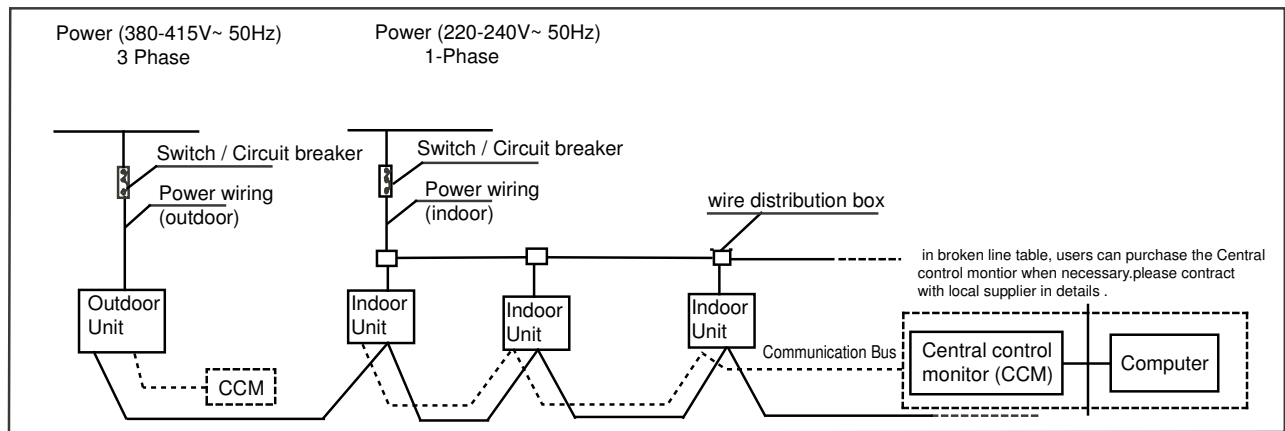 Power (380-415V~ 50Hz)
3 Phase
Power (220-240V~ 50Hz)
1-Phase
Switch / Circuit breaker
Power wiring
(outdoor)
Switch / Circuit breaker
Power wiring
(indoor)
wire distribution box
in broken line table, users can purchase the Central
control montior when necessary.please contract
with local supplier in details .
Outdoor
Unit
Indoor
Unit
Indoor
Unit
Indoor
Unit
CCM
Communication Bus
Central control
monitor (CCM)
Computer